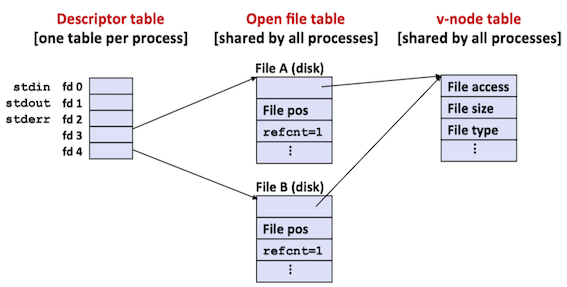 Descriptor table
[one table per process]
Open file table
[shared by all processes]
v-node table
[shared by all processes]
stdin fd 0
stdout fd 1
stderr fd 2
fd 3
fd 4
File A (disk)
File pos
refcnt=1
⋮
File B (disk)
File pos
refcnt=1
⋮
File access
File size
File type
⋮